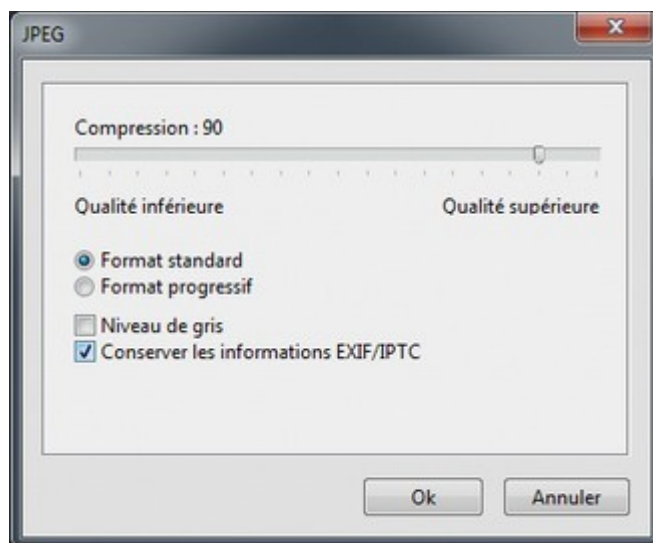 JPEG
Compression : 90
Qualité inférieure Qualité supérieure
Format standard
Format progressif
Niveau de gris
Conserver les informations EXIF/IPTC
Ok Annuler